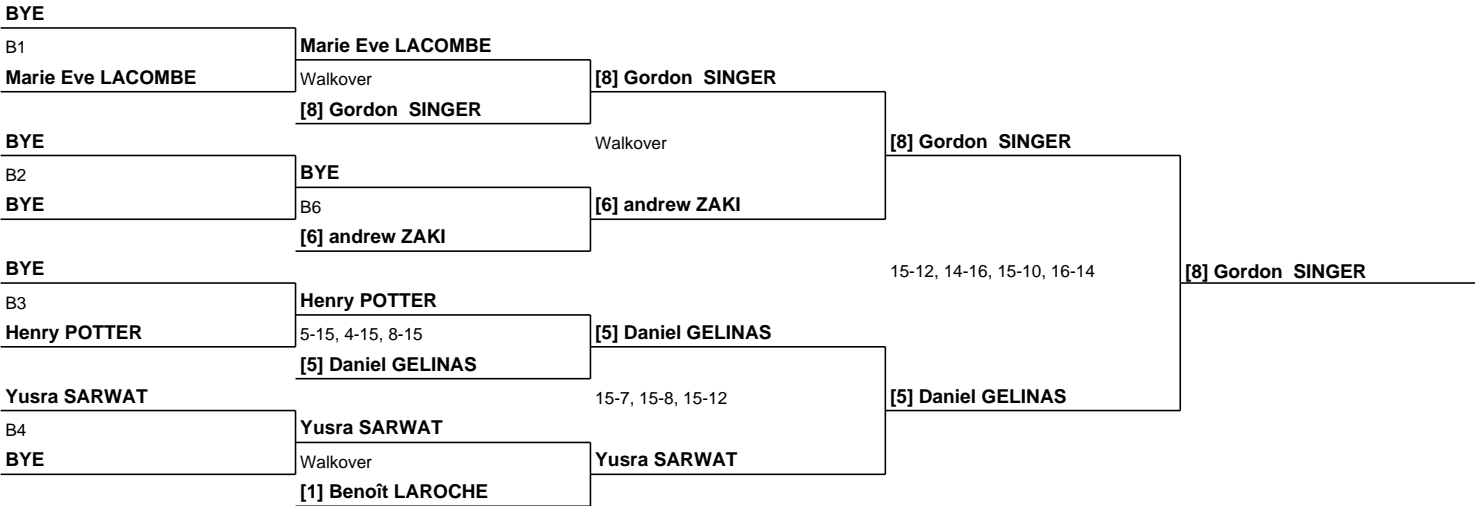 BYE
B1
Marie Eve LACOMBE
Marie Eve LACOMBE
Walkover
[8] Gordon SINGER
[8] Gordon SINGER
BYE
B2
BYE
BYE
B6
[6] andrew ZAKI
Walkover
[6] andrew ZAKI
[8] Gordon SINGER
BYE
B3
Henry POTTER
Henry POTTER
5-15, 4-15, 8-15
[5] Daniel GELINAS
[5] Daniel GELINAS
15-12, 14-16, 15-10, 16-14
[8] Gordon SINGER
Yusra SARWAT
B4
BYE
Yusra SARWAT
Walkover
[1] Benoît LAROCHE
15-7, 15-8, 15-12
Yusra SARWAT
[5] Daniel GELINAS